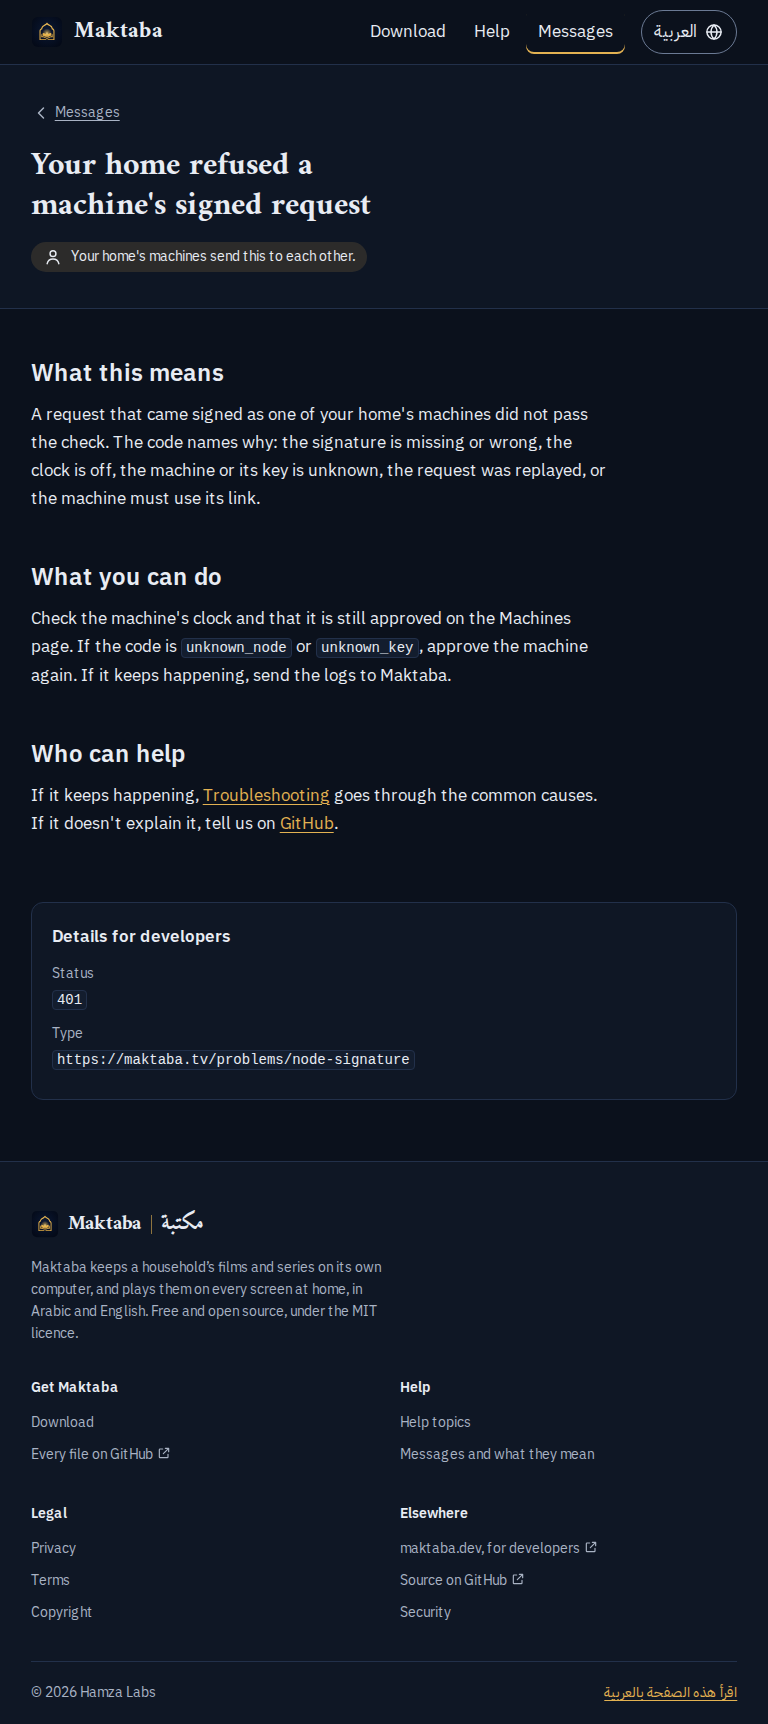 Maktaba
Download
Help
Messages
العربية
Messages
Your home refused a
machine's signed request
Your home's machines send this to each other.
What this means
A request that came signed as one of your home's machines did not pass
the check. The code names why: the signature is missing or wrong, the
clock is off, the machine or its key is unknown, the request was replayed, or
the machine must use its link.
What you can do
Check the machine's clock and that it is still approved on the Machines
page. If the code is unknown_node or unknown_key, approve the machine
again. If it keeps happening, send the logs to Maktaba.
Who can help
If it keeps happening, Troubleshooting goes through the common causes.
If it doesn't explain it, tell us on GitHub.
Details for developers
Status
401
Type
https://maktaba.tv/problems/node-signature
Maktaba | مكتبة
Maktaba keeps a household’s films and series on its own
computer, and plays them on every screen at home, in
Arabic and English. Free and open source, under the MIT
licence.
Get Maktaba
Download
Every file on GitHub
Help
Help topics
Messages and what they mean
Legal
Privacy
Terms
Copyright
Elsewhere
maktaba.dev, for developers
Source on GitHub
Security
© 2026 Hamza Labs
اقرأ هذه الصفحة بالعربية